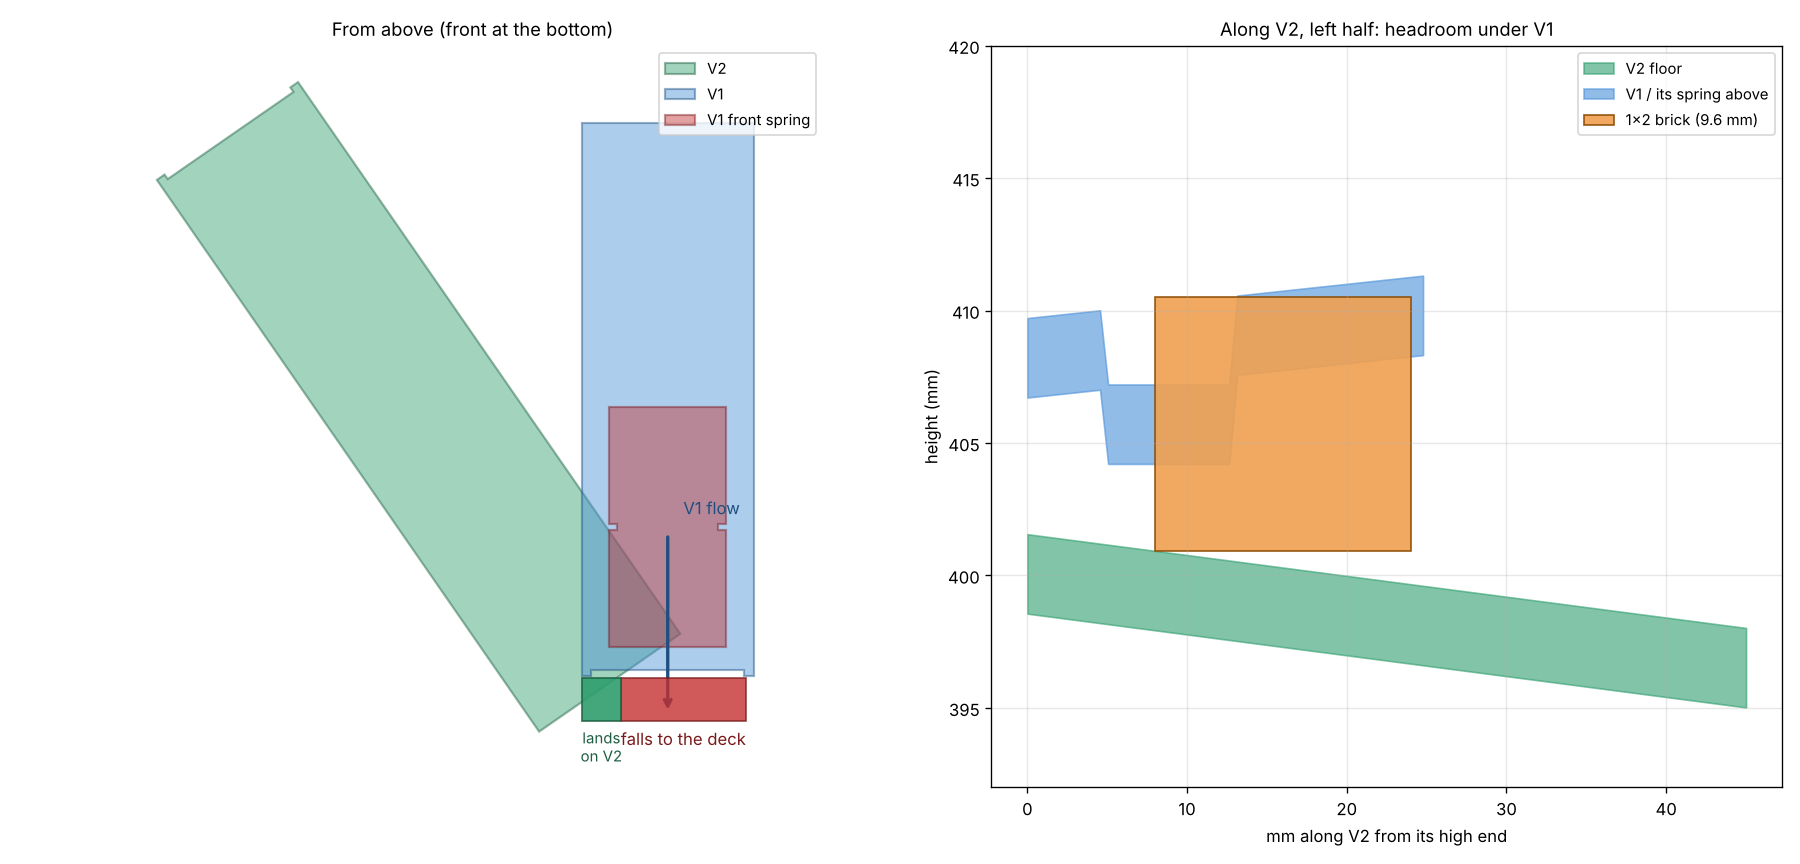 From above (front at the bottom)
V2
V1
V1 front spring
V1 flow
lands
on V2
falls to the deck
Along V2, left half: headroom under V1
V2 floor
V1 / its spring above
1×2 brick (9.6 mm)
420
415
410
405
400
395
height (mm)
0
10
20
30
40
mm along V2 from its high end